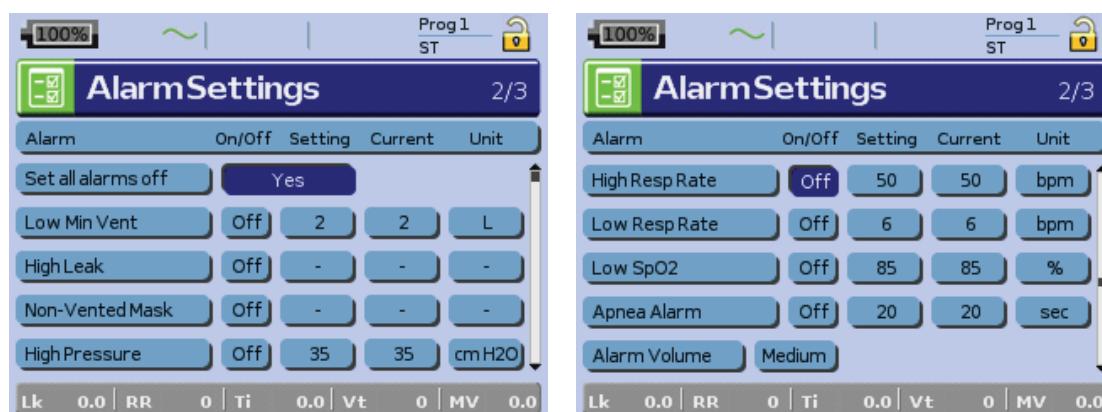 100% Prog 1
ST
Alarm Settings 2/3
Alarm On/Off Setting Current Unit
Set all alarms off Yes
Low Min Vent Off 2 2 L
High Leak Off - - -
Non-Vented Mask Off - - -
High Pressure Off 35 35 cm H2O
Lk 0.0 RR 0 Ti 0.0 Vt 0 MV 0.0
100% Prog 1
ST
Alarm Settings 2/3
Alarm On/Off Setting Current Unit
High Resp Rate Off 50 50 bpm
Low Resp Rate Off 6 6 bpm
Low SpO2 Off 85 85 %
Apnea Alarm Off 20 20 sec
Alarm Volume Medium
Lk 0.0 RR 0 Ti 0.0 Vt 0 MV 0.0